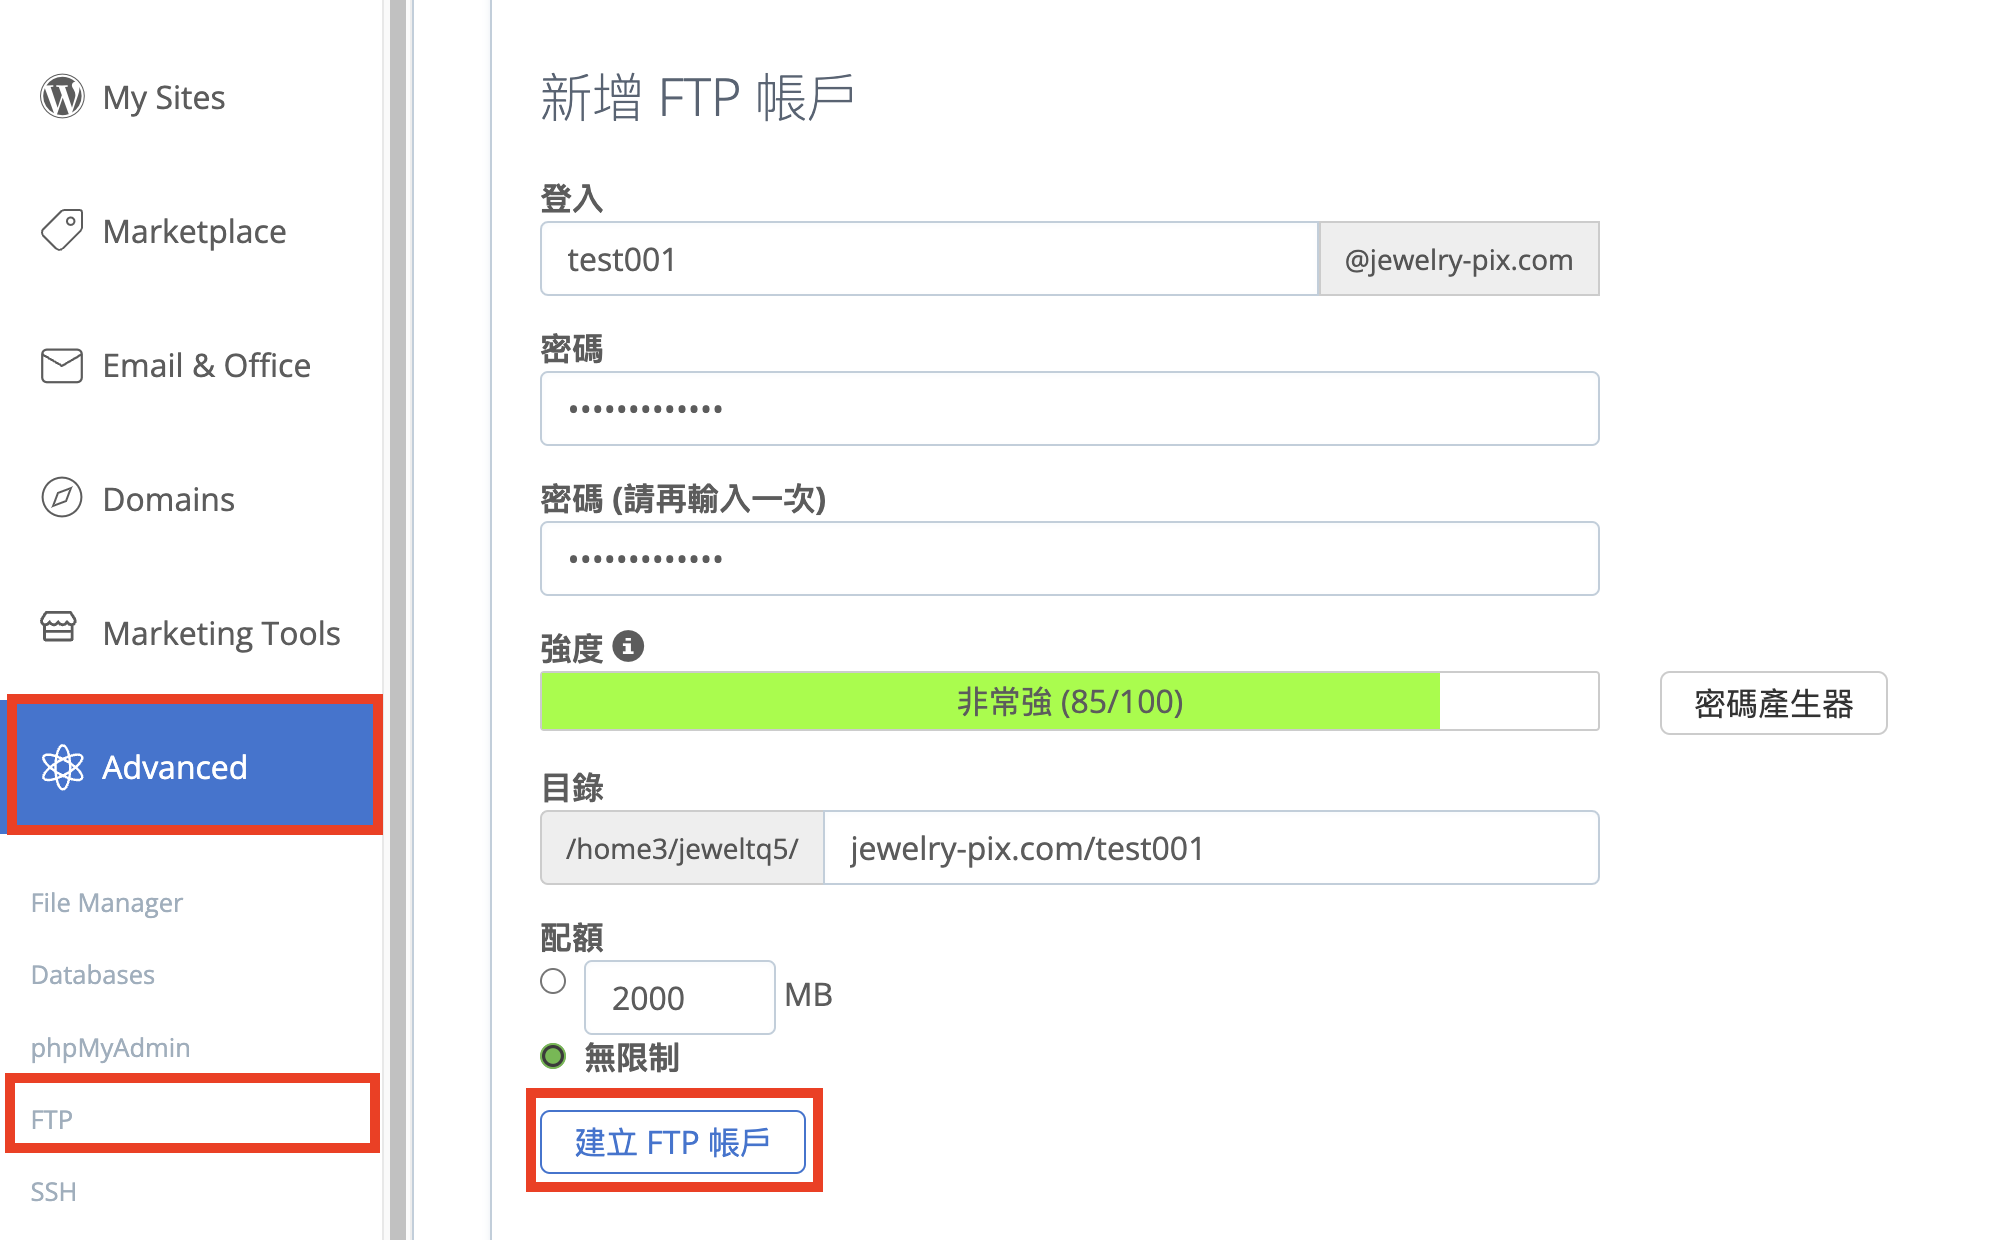 My Sites
Marketplace
Email & Office
Domains
Marketing Tools
Advanced
File Manager
Databases
phpMyAdmin
FTP
SSH
新增 FTP 帳戶
登入
test001 @jewelry-pix.com
密碼
•••••••••••••
密碼 (請再輸入一次)
•••••••••••••
強度
非常強 (85/100) 密碼產生器
目錄
/home3/jeweltq5/ jewelry-pix.com/test001
配額
2000 MB
無限制
建立 FTP 帳戶